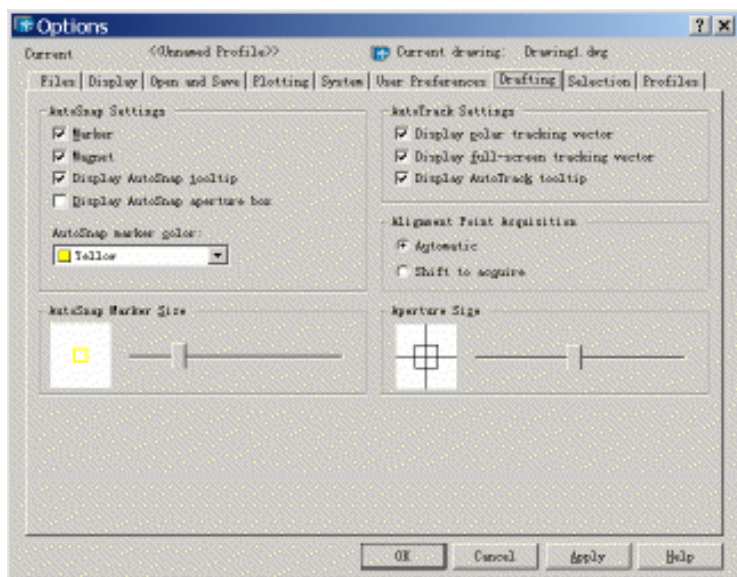 Options
Current <<Unnamed Profile>> Current drawing: Drawing1.dwg
Files Display Open and Save Plotting System User Preferences Drafting Selection Profiles
AutoSnap Settings
Marker
Magnet
Display AutoSnap tooltip
Display AutoSnap aperture box
AutoSnap marker color:
Yellow
AutoTrack Settings
Display polar tracking vector
Display full-screen tracking vector
Display AutoTrack tooltip
Alignment Point Acquisition
Automatic
Shift to acquire
AutoSnap Marker Size
Aperture Size
OK Cancel Apply Help